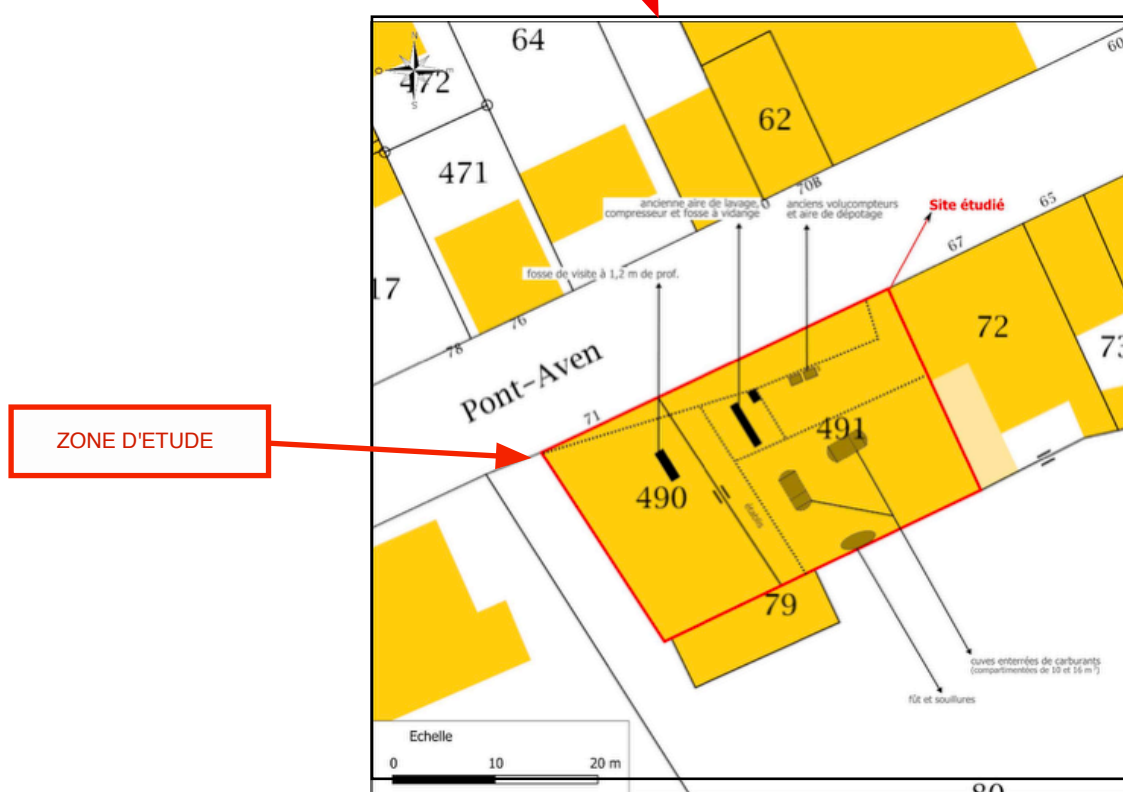 64
60
N
O
S
472
62
471
70B
ancienne aire de lavage,
compresseur et fosse à vidange
anciens volucompteurs
et aire de dépotage
Site étudié
65
67
fosse de visite à 1,2 m de prof.
17
76
78
72
73
Pont-Aven
71
ZONE D'ETUDE
491
490
établis
79
cuves enterrées de carburants
(compartimentées de 10 et 16 m³)
fût et souillures
Echelle
0 10 20 m
80